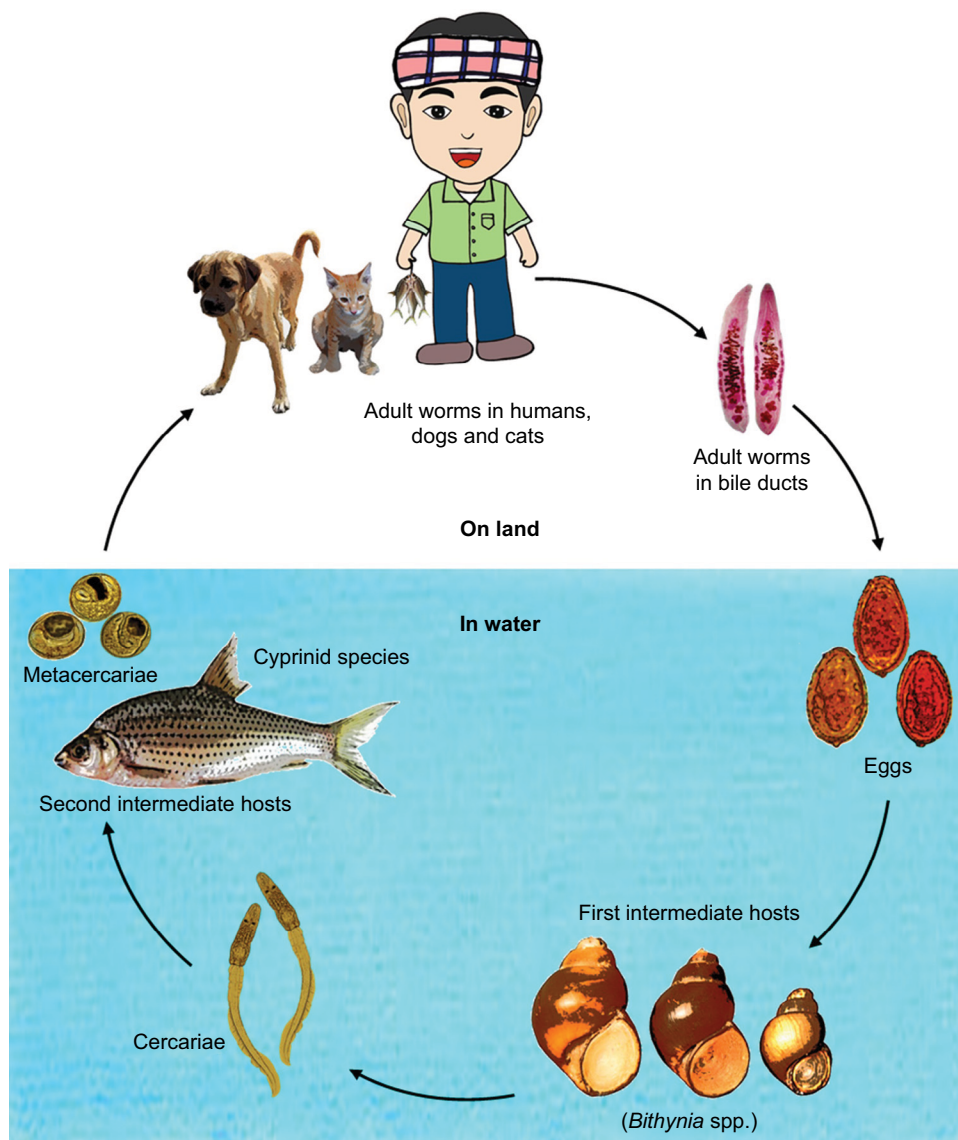 Adult worms in humans,
dogs and cats
Adult worms
in bile ducts
On land
In water
Metacercariae
Cyprinid species
Second intermediate hosts
Eggs
First intermediate hosts
Cercariae
(Bithynia spp.)